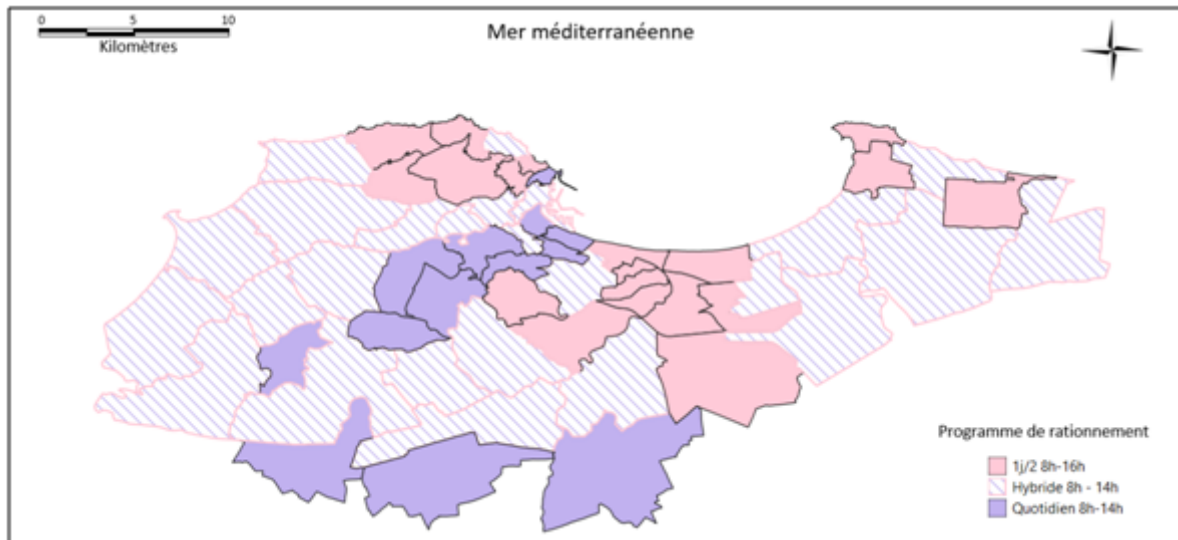 0 5 10
Kilomètres
Mer méditerranéenne
Programme de rationnement
1j/2 8h-16h
Hybride 8h - 14h
Quotidien 8h-14h